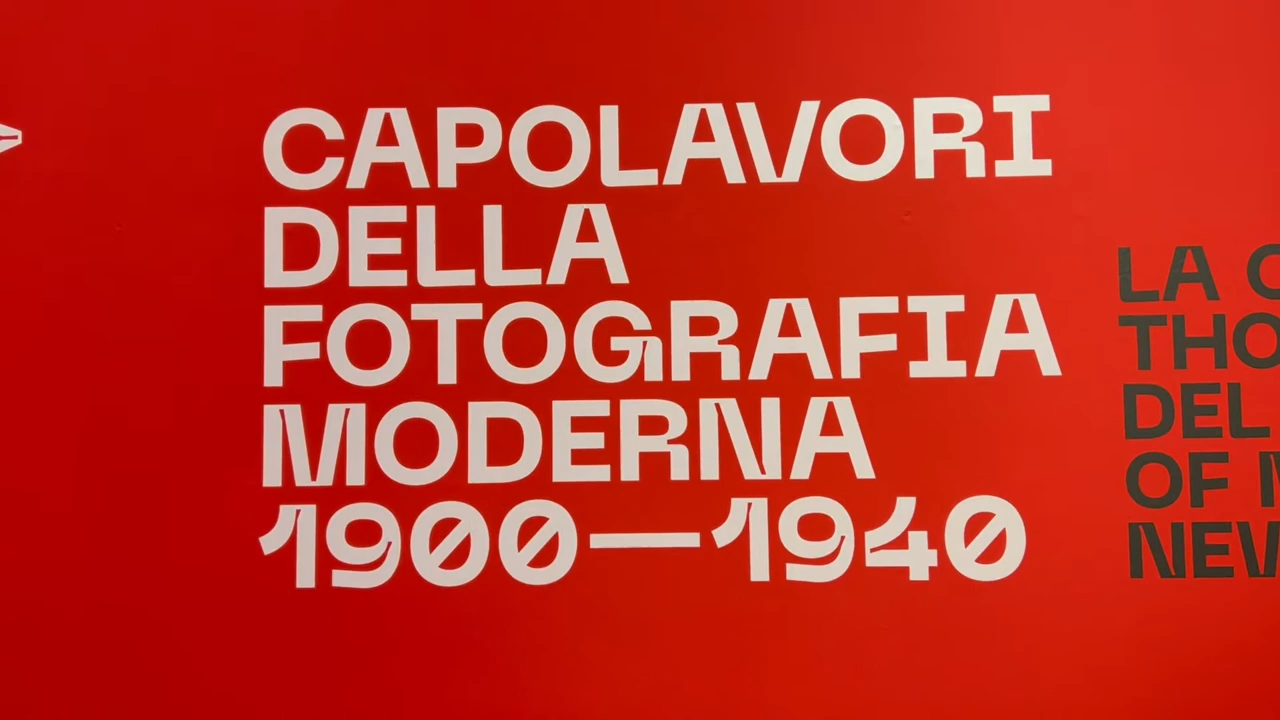 CAPOLAVORI
DELLA
FOTOGRAFIA
MODERNA
1900—1940
LA
DEL
OF